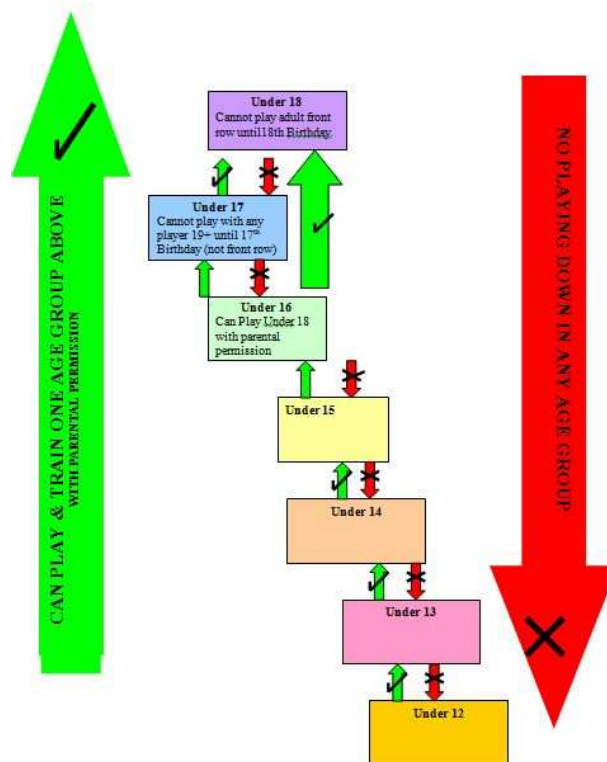 CAN PLAY & TRAIN ONE AGE GROUP ABOVE
WITH PARENTAL PERMISSION
Under 18
Cannot play adult front
row until18th Birthday.
Under 17
Cannot play with any
player 19+ until 17th
Birthday (not front row)
Under 16
Can Play Under 18
with parental
permission
Under 15
Under 14
Under 13
Under 12
NO PLAYING DOWN IN ANY AGE GROUP